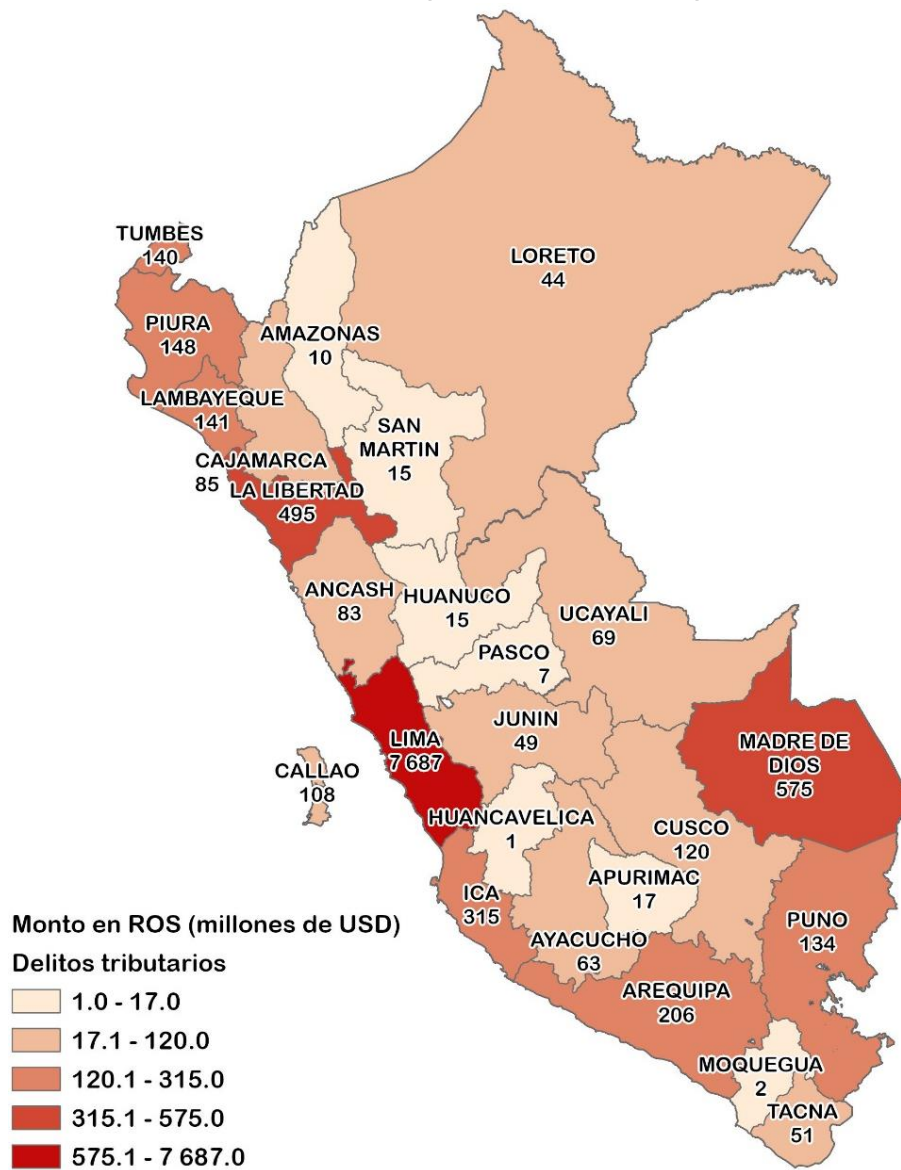 LORETO
44
TUMBES
140
PIURA
148
AMAZONAS
10
LAMBAYEQUE
141
SAN
MARTIN
15
CAJAMARCA
85
LA LIBERTAD
495
ANCASH
83
HUANUCO
15
UCAYALI
69
PASCO
7
JUNIN
49
LIMA
7 687
MADRE DE
DIOS
575
CALLAO
108
HUANCAVELICA
1
CUSCO
120
APURIMAC
17
ICA
315
PUNO
134
AYACUCHO
63
AREQUIPA
206
MOQUEGUA
2
TACNA
51
Monto en ROS (millones de USD)
Delitos tributarios
1.0 - 17.0
17.1 - 120.0
120.1 - 315.0
315.1 - 575.0
575.1 - 7 687.0